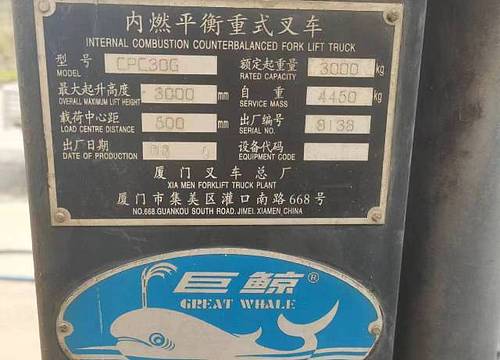 内燃平衡重式叉车
INTERNAL COMBUSTION COUNTERBALANCED FORK LIFT TRUCK
型号 CPC30G 额定起重量 3000 kg
MODEL RATED CAPACITY
最大起升高度 3000 mm 自重 4450 kg
OVERALL MAXIMUM LIFT HEIGHT SERVICE MASS
载荷中心距 500 mm 出厂编号 9138
LOAD CENTRE DISTANCE SERIAL NO.
出厂日期 设备代码
DATE OF PRODUCTION EQUIPMENT CODE
厦门叉车总厂
XIA MEN FORKLIFT TRUCK PLANT
厦门市集美区灌口南路668号
NO.668.GUANKOU SOUTH ROAD.JIMEI.XIAMEN,CHINA
巨鲸®
GREAT WHALE